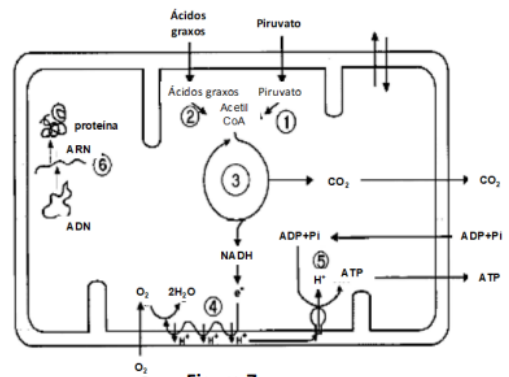 Ácidos
graxos
Piruvato
Ácidos graxos
Piruvato
Acetil
CoA
2
1
proteína
ARN
6
ADN
3
CO₂
CO₂
NADH
ADP+Pi
ADP+Pi
5
H⁺
ATP
ATP
O₂
2H₂O
4
e⁻
H⁺
H⁺
H⁺
O₂